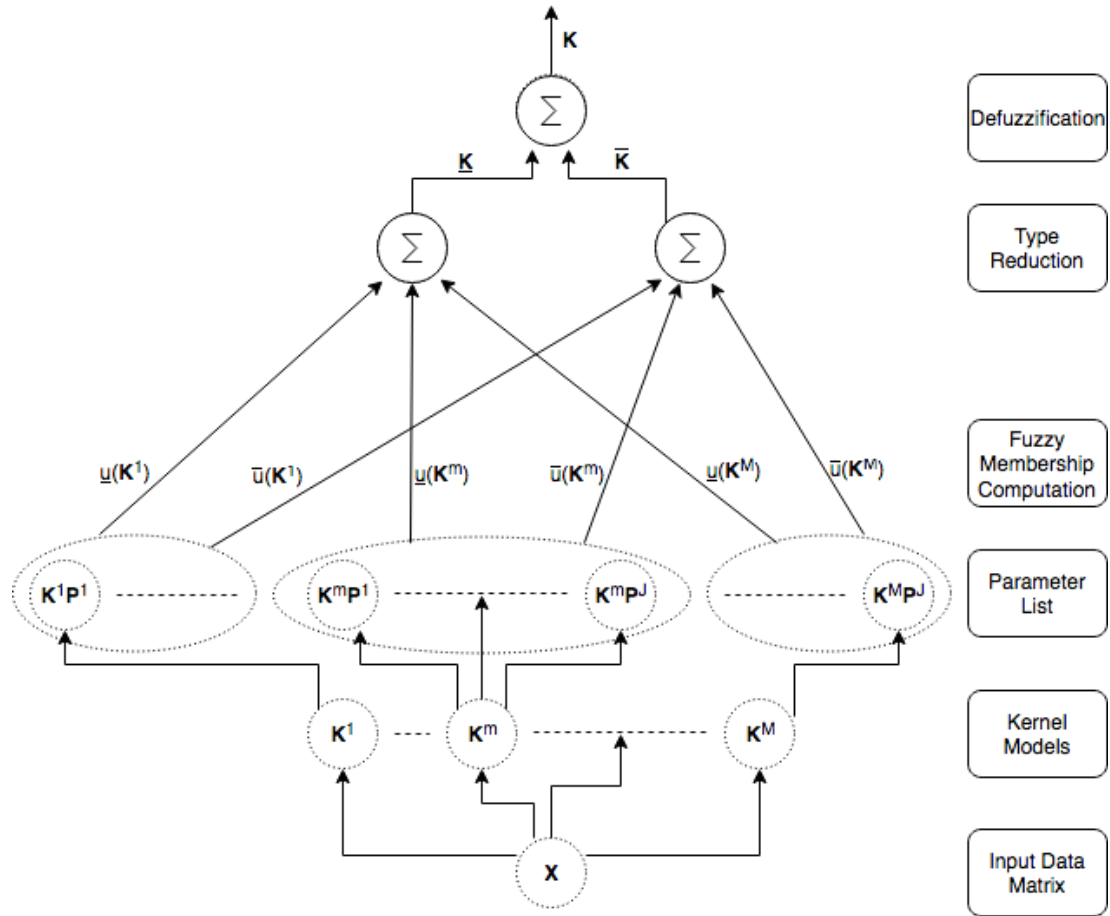 K
∑
Defuzzification
K̲ K̅
∑ ∑
Type
Reduction
u̲(K¹) u̅(K¹) u̲(Kᵐ) u̅(Kᵐ) u̲(Kᴹ) u̅(Kᴹ)
Fuzzy
Membership
Computation
K¹P¹ KᵐP¹ KᵐPᴶ KᴹPᴶ
Parameter
List
K¹ Kᵐ Kᴹ
Kernel
Models
X
Input Data
Matrix